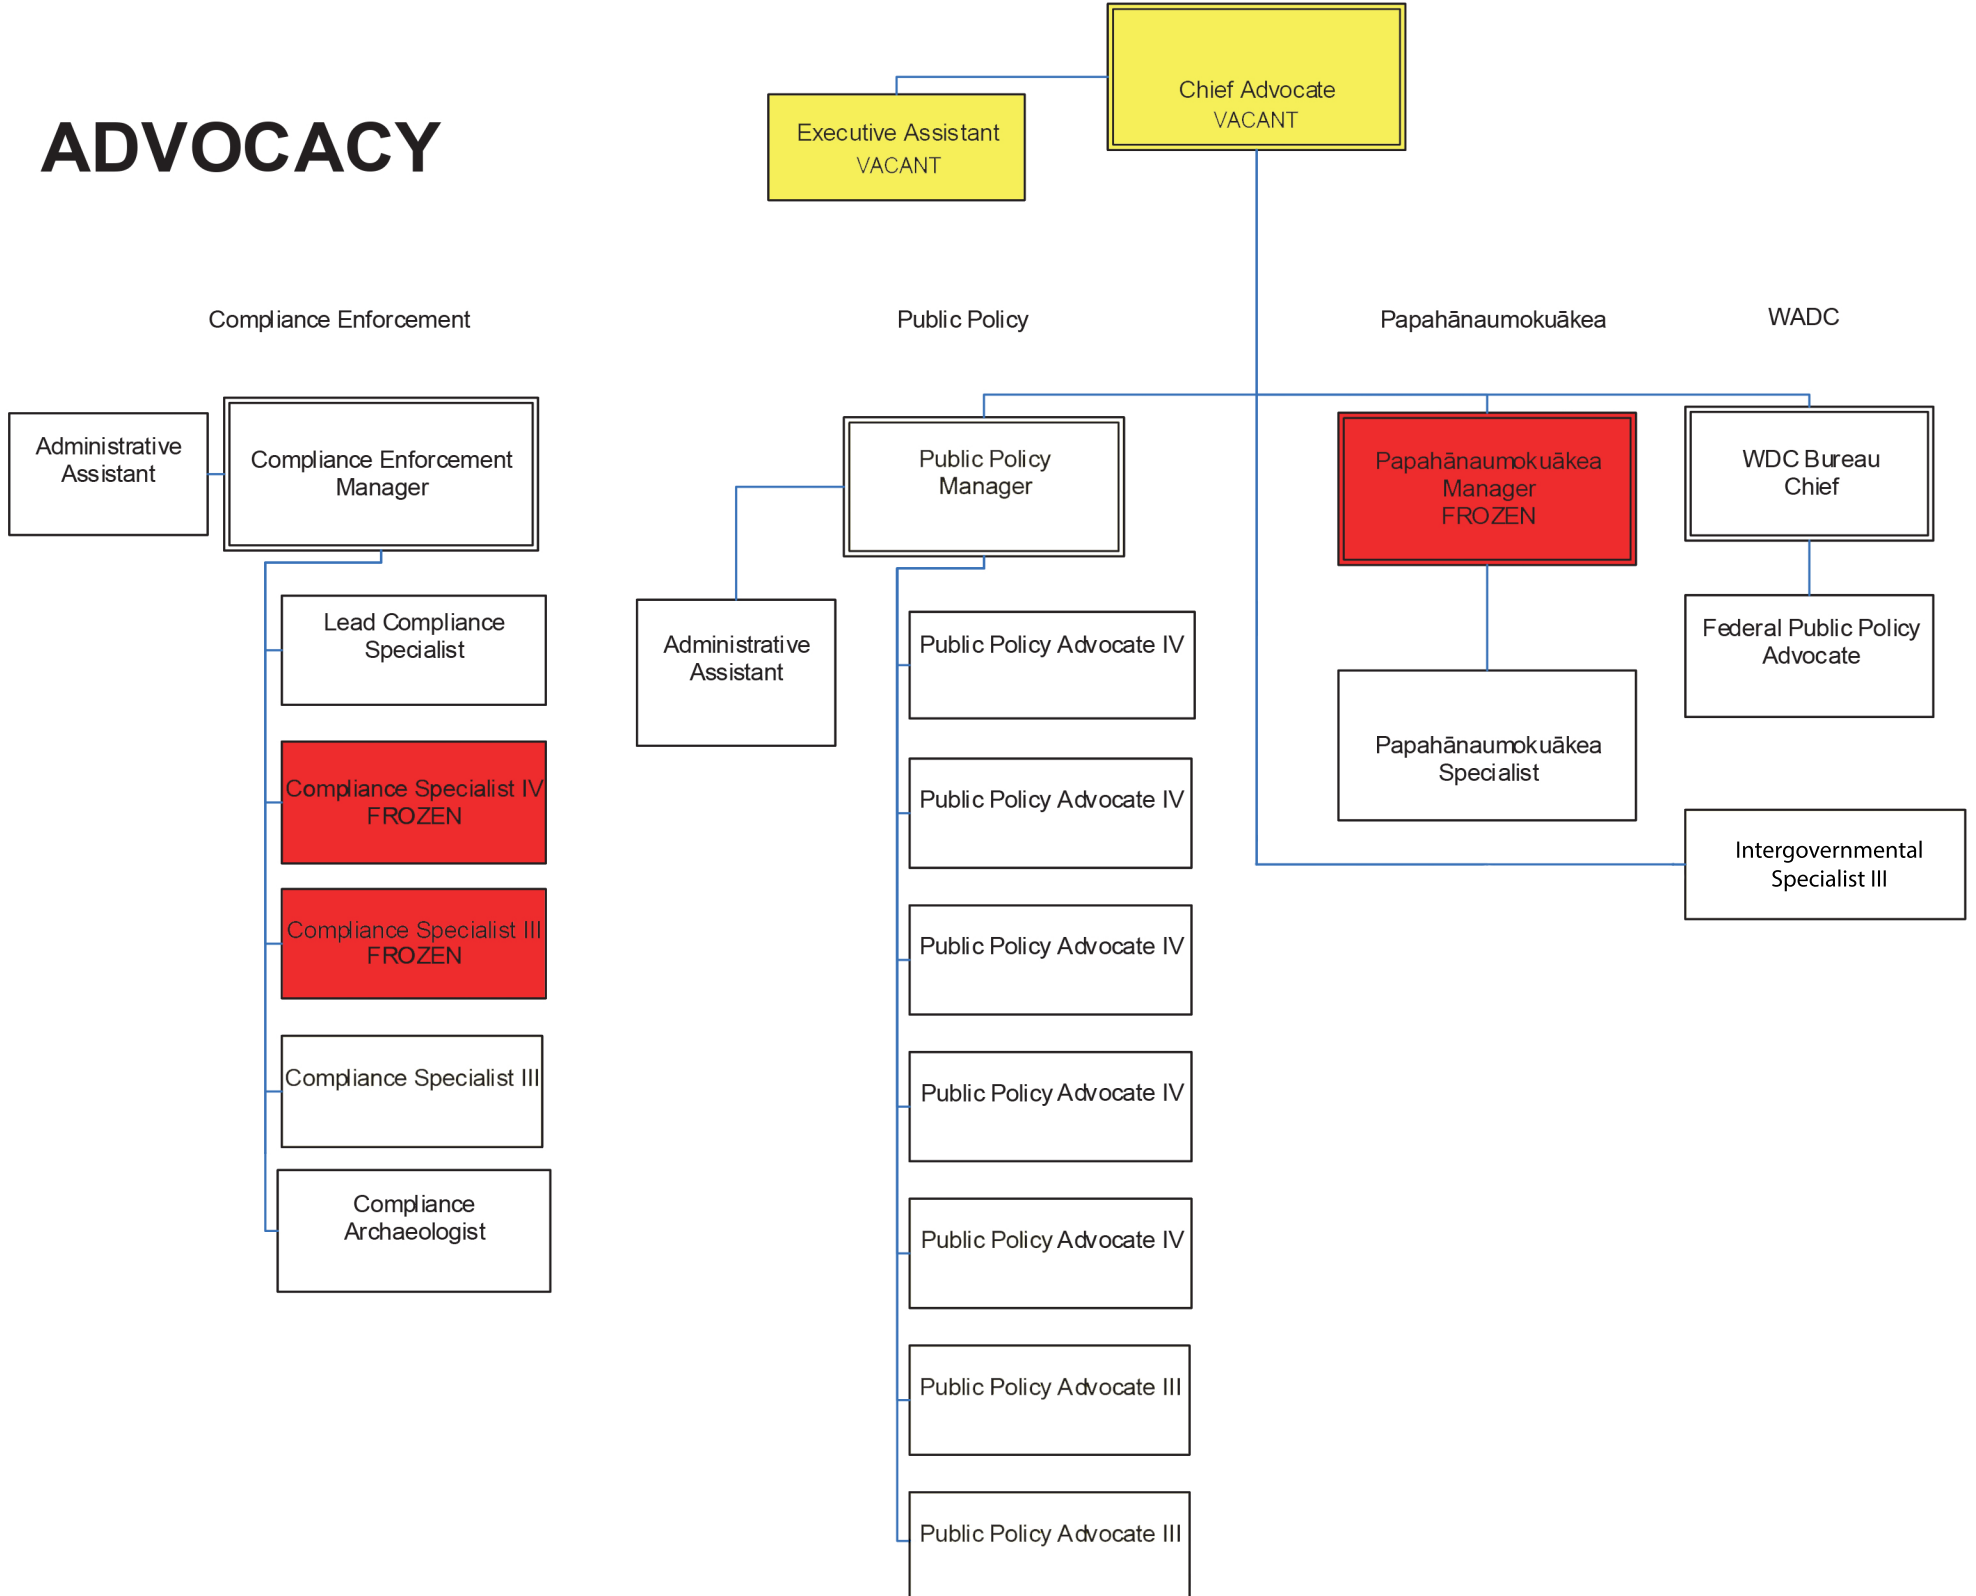 Chief Advocate
VACANT
Executive Assistant
VACANT
ADVOCACY
Compliance Enforcement
Public Policy
Papahānaumokuākea
WADC
Administrative
Assistant
Compliance Enforcement
Manager
Public Policy
Manager
Papahānaumokuākea
Manager
FROZEN
WDC Bureau
Chief
Lead Compliance
Specialist
Compliance Specialist IV
FROZEN
Compliance Specialist III
FROZEN
Compliance Specialist III
Compliance
Archaeologist
Administrative
Assistant
Public Policy Advocate IV
Public Policy Advocate IV
Public Policy Advocate IV
Public Policy Advocate IV
Public Policy Advocate IV
Public Policy Advocate III
Public Policy Advocate III
Papahānaumokuākea
Specialist
Federal Public Policy
Advocate
Intergovernmental
Specialist III